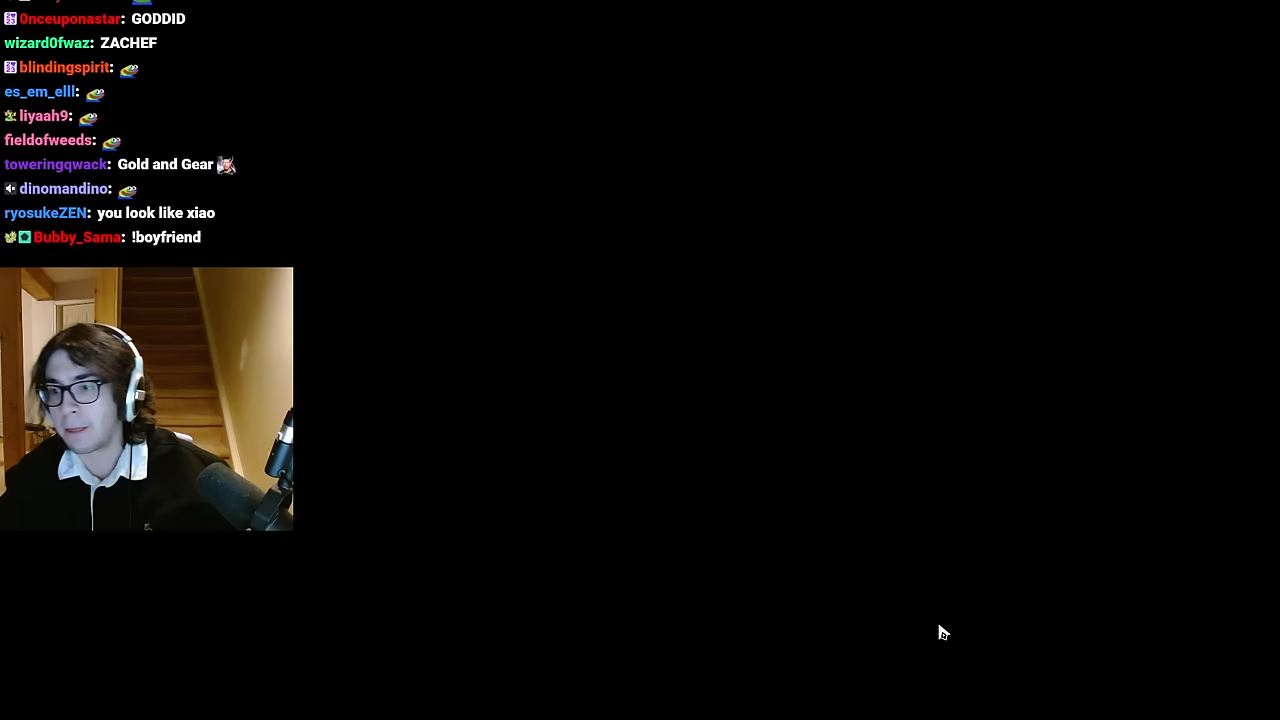 0nceuponastar: GODDID
wizard0fwaz: ZACHEF
blindingspirit:
es_em_elll:
liyaah9:
fieldofweeds:
toweringqwack: Gold and Gear
dinomandino:
ryosukeZEN: you look like xiao
Bubby_Sama: !boyfriend